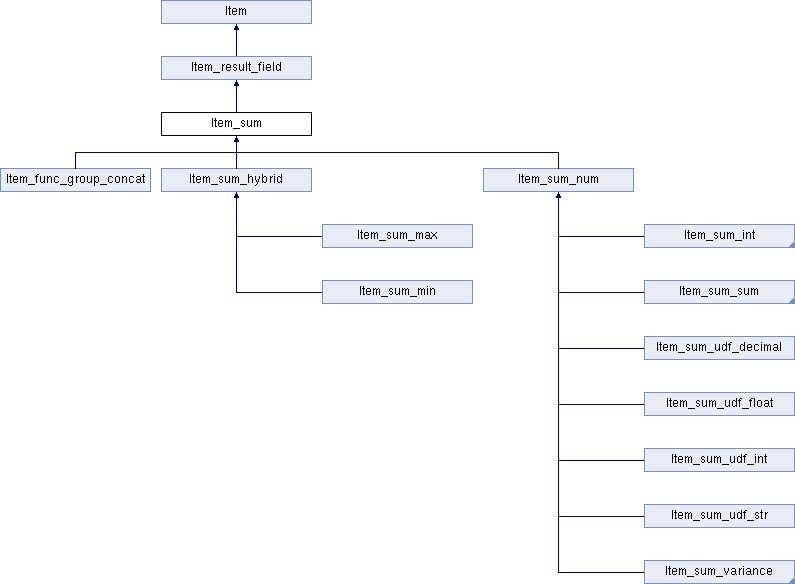 Item
Item_result_field
Item_sum
Item_func_group_concat
Item_sum_hybrid
Item_sum_num
Item_sum_max
Item_sum_int
Item_sum_min
Item_sum_sum
Item_sum_udf_decimal
Item_sum_udf_float
Item_sum_udf_int
Item_sum_udf_str
Item_sum_variance